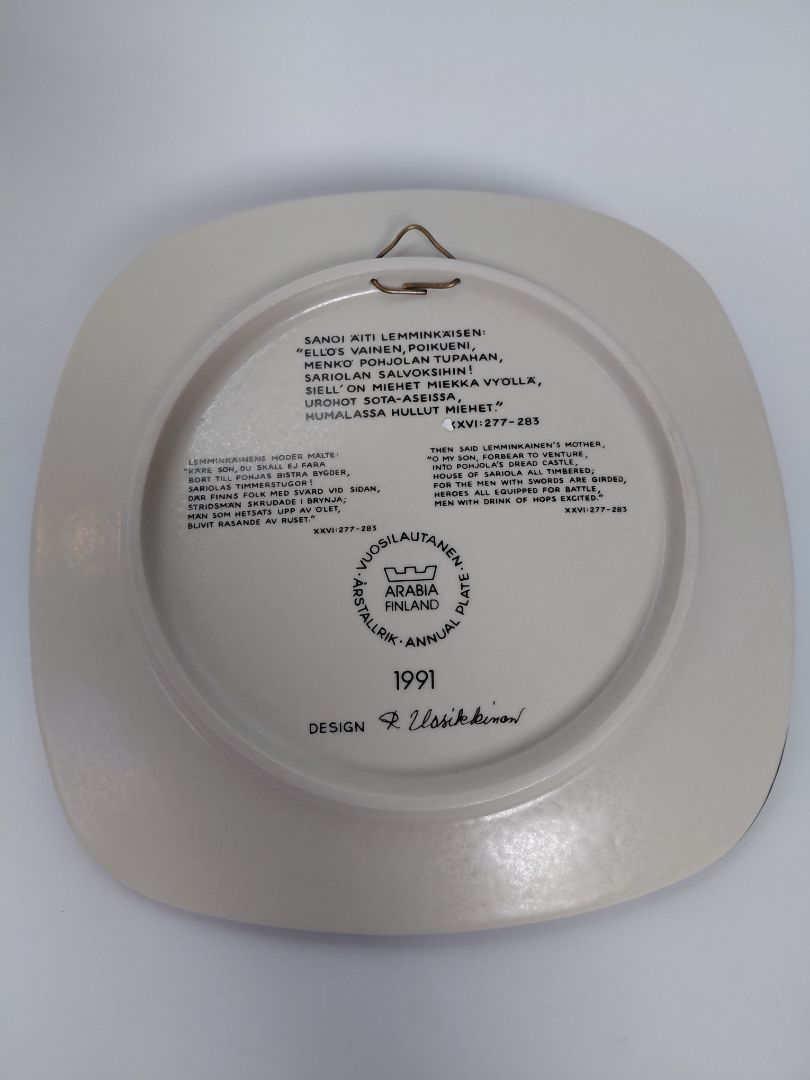 SANOI ÄITI LEMMINKÄISEN:
"ELLÖS VAINEN, POIKUENI,
MENKÖ POHJOLAN TUPAHAN,
SARIOLAN SALVOKSIHIN!
SIELL' ON MIEHET MIEKKA VYÖLLÄ,
UROHOT SOTA-ASEISSA,
HUMALASSA HULLUT MIEHET."
XXVI:277-283
LEMMINKÄINENS MODER MÄLTE:
"KÄRE SON, DU SKALL EJ FARA
BORT TILL POHJAS BISTRA BYGDER,
SARIOLAS TIMMERSTUGOR!
DÄR FINNS FOLK MED SVÄRD VID SIDAN,
STRIDSMÄN SKRUDADE I BRYNJA;
MÄN SOM HETSATS UPP AV ÖLET,
BLIVIT RASANDE AV RUSET."
XXVI:277-283
THEN SAID LEMMINKAINEN'S MOTHER,
"O MY SON, FORBEAR TO VENTURE,
INTO POHJOLA'S DREAD CASTLE,
HOUSE OF SARIOLA ALL TIMBERED;
FOR THE MEN WITH SWORDS ARE GIRDED,
HEROES ALL EQUIPPED FOR BATTLE,
MEN WITH DRINK OF HOPS EXCITED."
XXVI:277-283
· VUOSILAUTANEN · ANNUAL PLATE · ÅRSTALLRIK
ARABIA
FINLAND
1991
DESIGN R. Uosikkinen